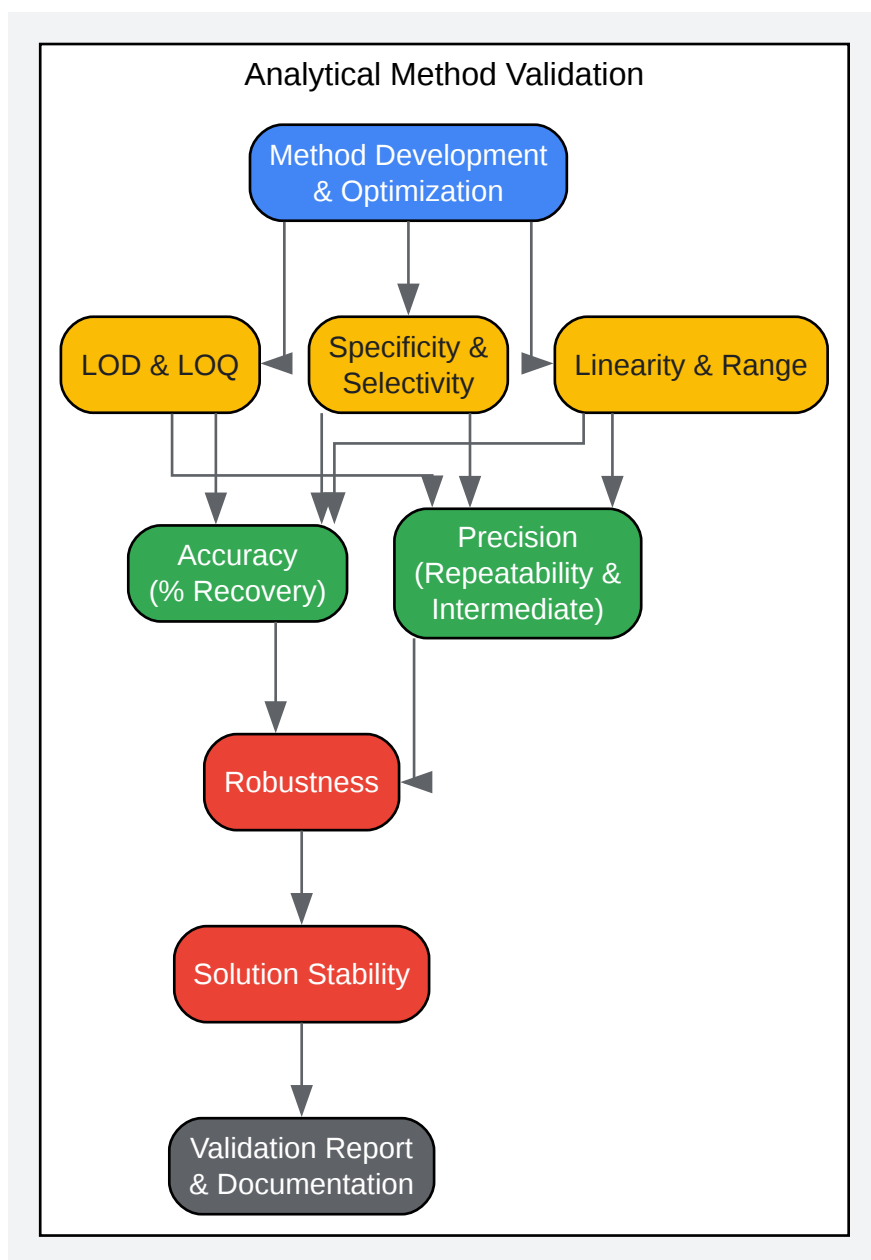 Analytical Method Validation
Method Development
& Optimization
LOD & LOQ
Specificity &
Selectivity
Linearity & Range
Accuracy
(% Recovery)
Precision
(Repeatability &
Intermediate)
Robustness
Solution Stability
Validation Report
& Documentation